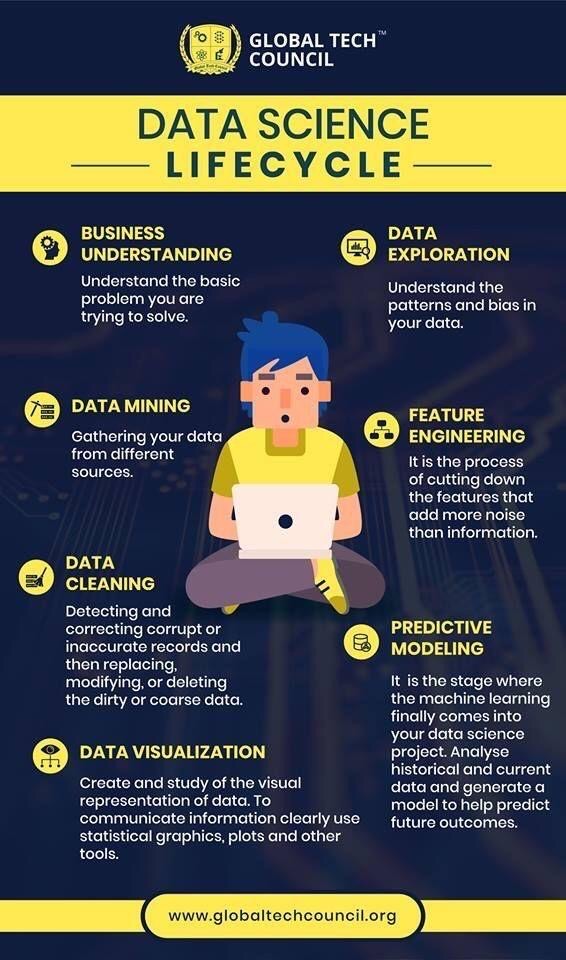 GLOBAL TECH™
COUNCIL
DATA SCIENCE
LIFECYCLE
BUSINESS
UNDERSTANDING
Understand the basic
problem you are
trying to solve.
DATA MINING
Gathering your data
from different
sources.
DATA
CLEANING
Detecting and
correcting corrupt or
inaccurate records and
then replacing,
modifying, or deleting
the dirty or coarse data.
DATA VISUALIZATION
Create and study of the visual
representation of data. To
communicate information clearly use
statistical graphics, plots and other
tools.
DATA
EXPLORATION
Understand the
patterns and bias in
your data.
FEATURE
ENGINEERING
It is the process
of cutting down
the features that
add more noise
than information.
PREDICTIVE
MODELING
It is the stage where
the machine learning
finally comes into
your data science
project. Analyse
historical and current
data and generate a
model to help predict
future outcomes.
www.globaltechcouncil.org